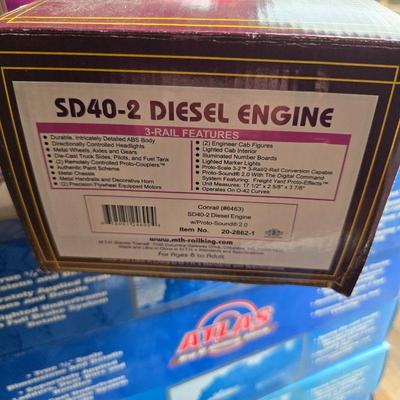 SD40-2 DIESEL ENGINE
3-RAIL FEATURES
• Durable, Intricately Detailed ABS Body
• Directionally Controlled Headlights
• Metal Wheels, Axles and Gears
• Die-Cast Truck Sides, Pilots, and Fuel Tank
• (2) Remotely Controlled Proto-Couplers™
• Authentic Paint Scheme
• Metal Chassis
• Metal Handrails and Decorative Horn
• (2) Precision Flywheel Equipped Motors
• (2) Engineer Cab Figures
• Lighted Cab Interior
• Illuminated Number Boards
• Lighted Marker Lights
• Proto-Scale 3-2™ 3-Rail/2-Rail Conversion Capable
• Proto-Sound® 2.0 With The Digital Command
System Featuring: Freight Yard Proto-Effects™
• Unit Measures: 17 1/2" x 2 5/8" x 3 7/8"
• Operates On O-42 Curves
Conrail (#6463)
SD40-2 Diesel Engine
w/Proto-Sound® 2.0
Item No. 20-2862-1
www.mth-railking.com
For Ages 8 to Adult
ATLAS